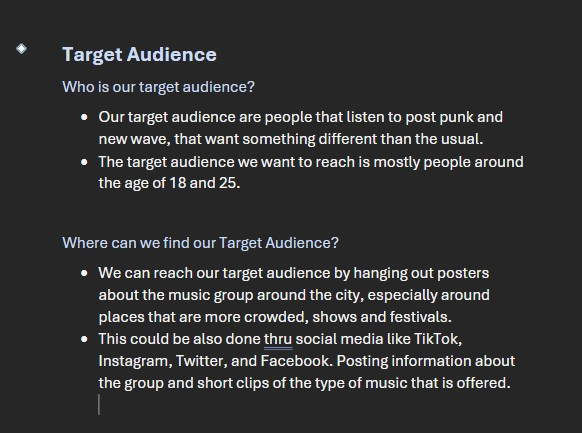 Target Audience
Who is our target audience?
• Our target audience are people that listen to post punk and
new wave, that want something different than the usual.
• The target audience we want to reach is mostly people around
the age of 18 and 25.
Where can we find our Target Audience?
• We can reach our target audience by hanging out posters
about the music group around the city, especially around
places that are more crowded, shows and festivals.
• This could be also done thru social media like TikTok,
Instagram, Twitter, and Facebook. Posting information about
the group and short clips of the type of music that is offered.